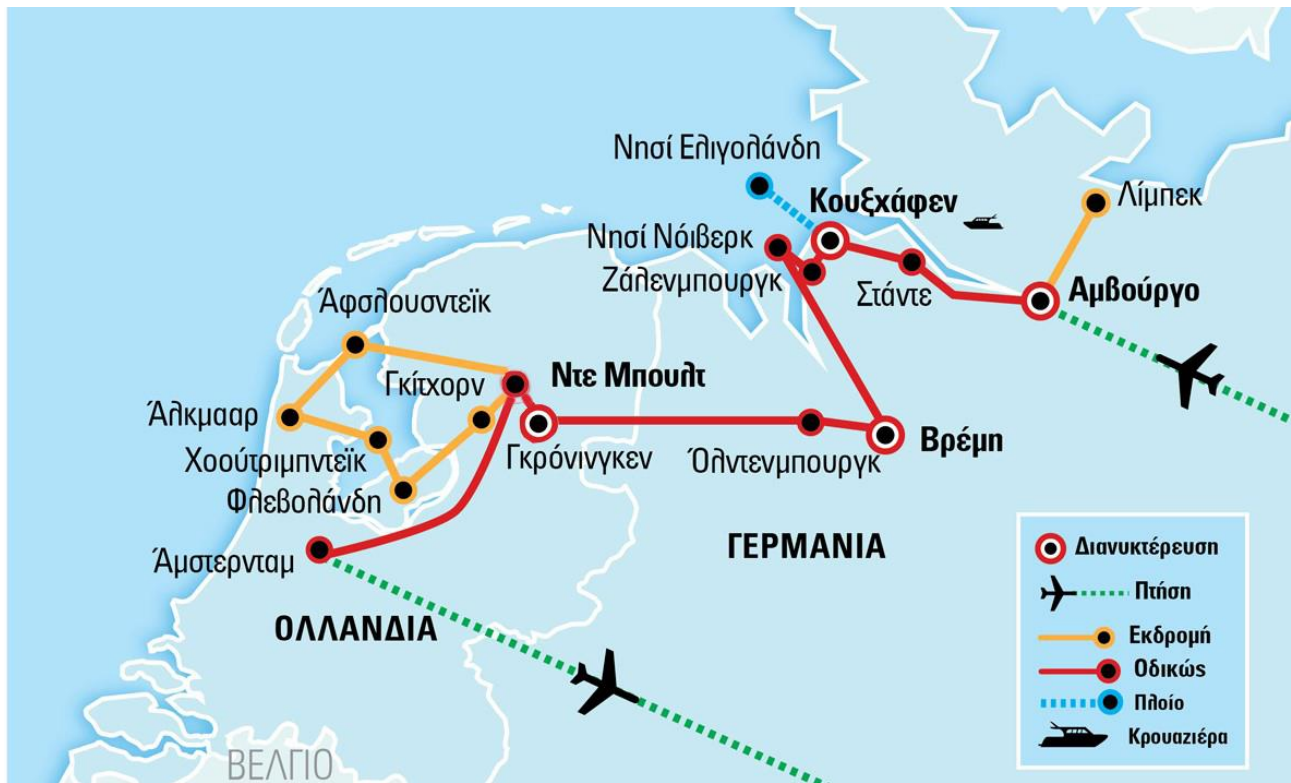 Νησί Ελιγολάνδη
Κουξχάφεν
Λίμπεκ
Νησί Νόιβερκ
Ζάλενμπουργκ
Στάντε
Αμβούργο
Άφσλουσντεϊκ
Γκίτχορν
Ντε Μπουλτ
Άλκμααρ
Χοούτριμπντεϊκ
Γκρόνινγκεν
Όλντενμπουργκ
Βρέμη
Φλεβολάνδη
Άμστερνταμ
ΓΕΡΜΑΝΙΑ
ΟΛΛΑΝΔΙΑ
ΒΕΛΓΙΟ
Διανυκτέρευση
Πτήση
Εκδρομή
Οδικώς
Πλοίο
Κρουαζιέρα